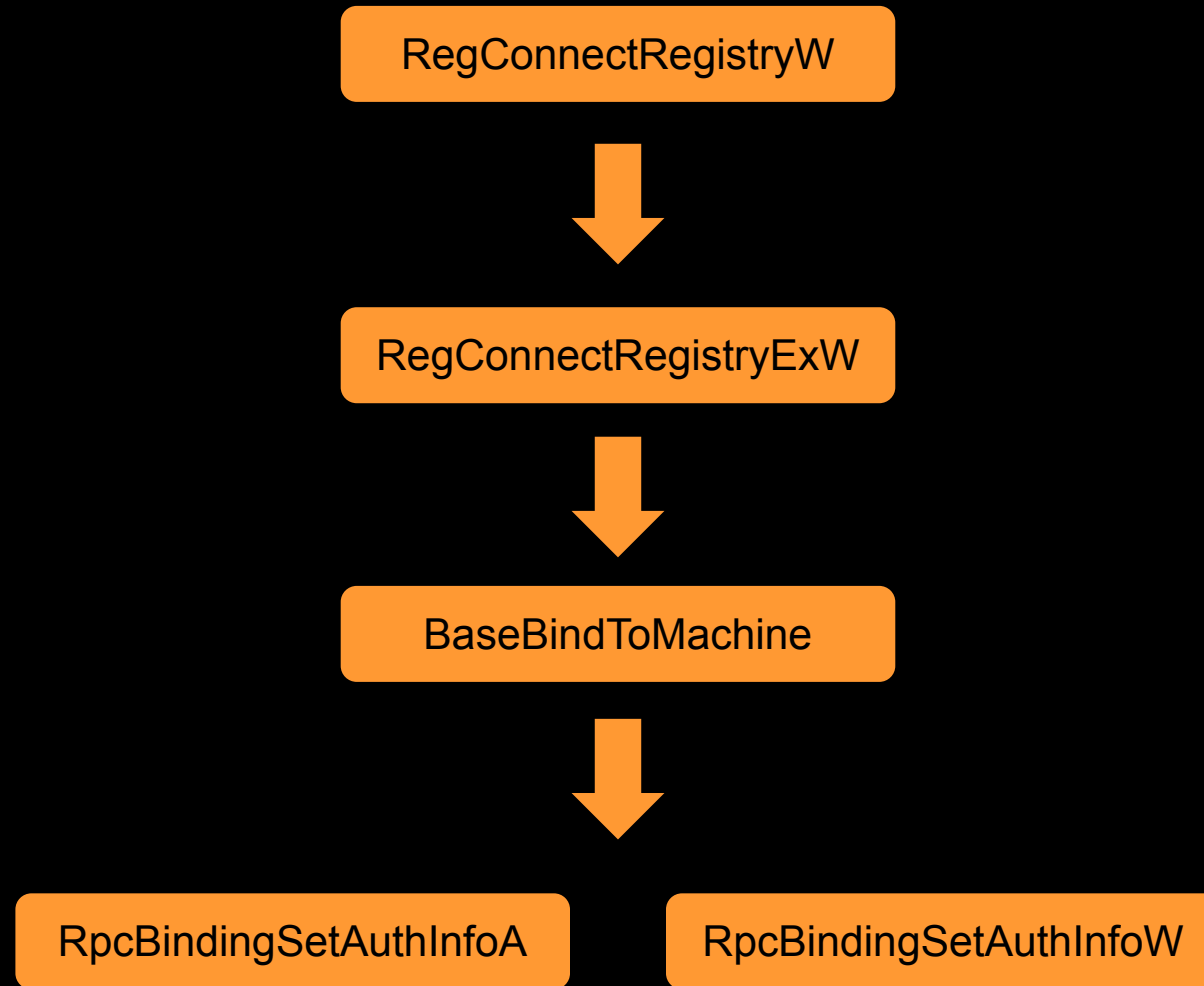 RegConnectRegistryW
RegConnectRegistryExW
BaseBindToMachine
RpcBindingSetAuthInfoA
RpcBindingSetAuthInfoW